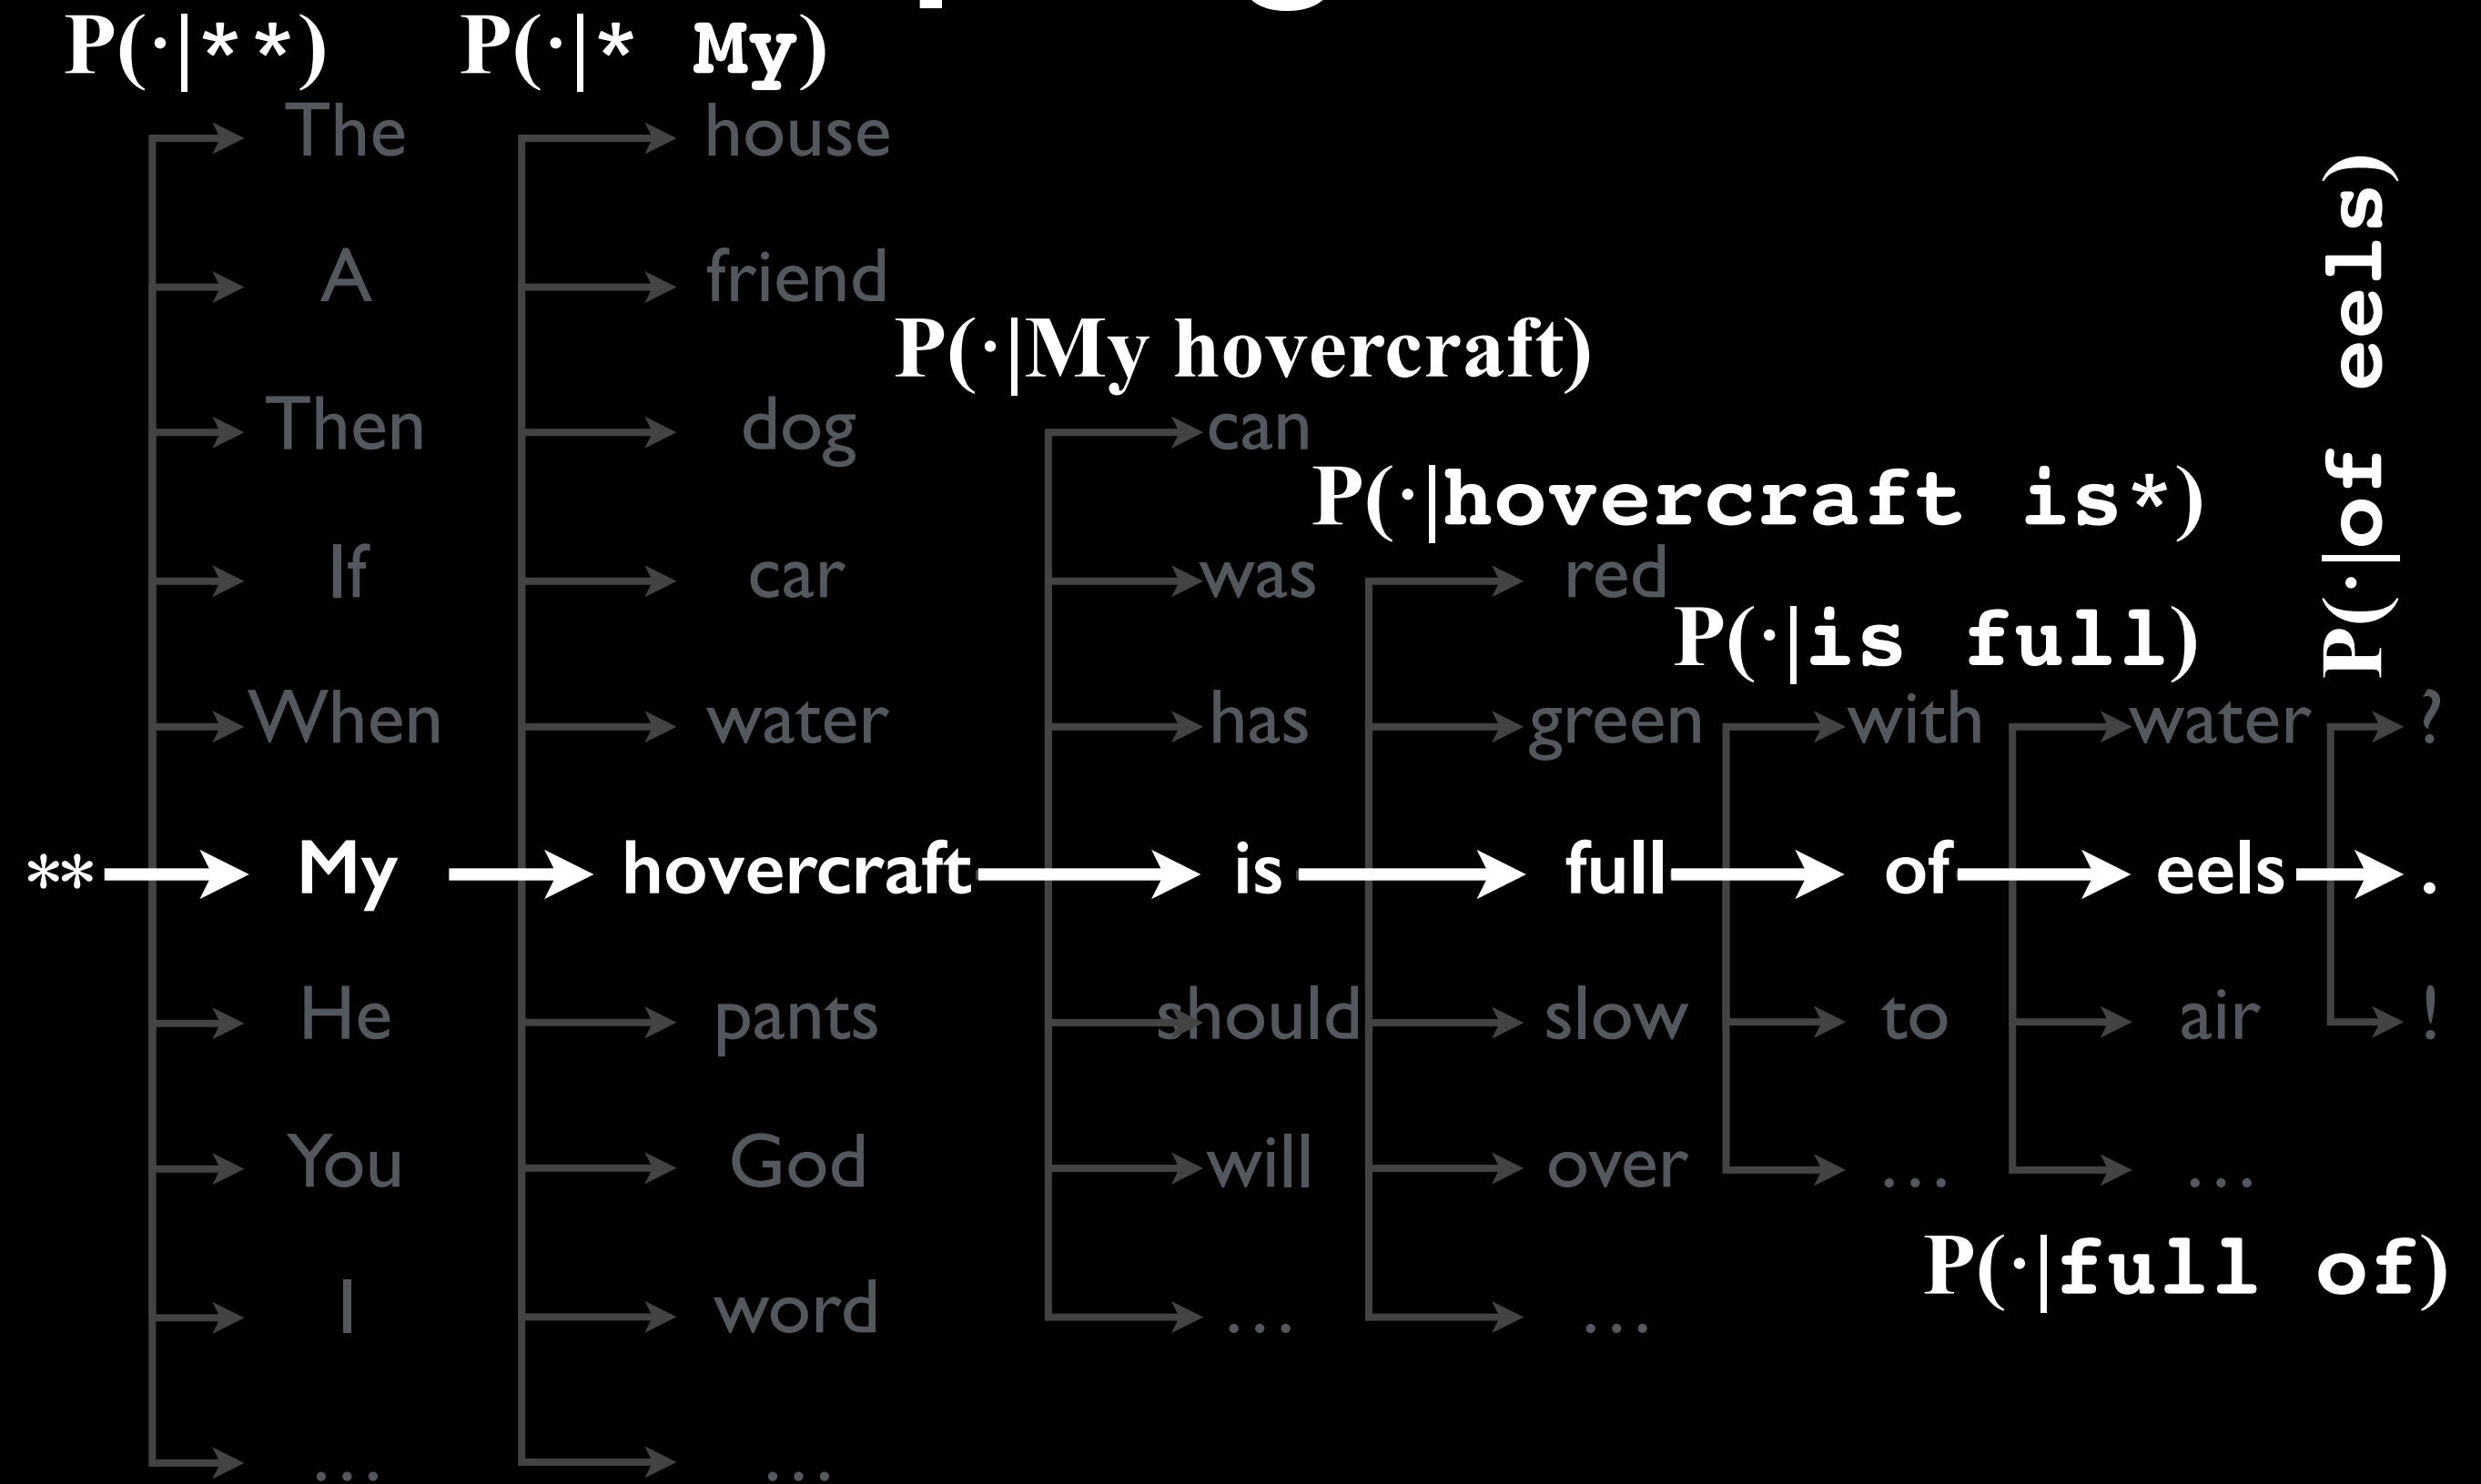 P(·|**)
P(·|* My)
The
house
A
friend
P(·|My hovercraft)
Then
dog
can
P(·|hovercraft is*)
If
car
was
red
P(·|is full)
P(·|of eels)
When
water
has
green
with
water
?
** My hovercraft is full of eels .
He
pants
should
slow
to
air
!
You
God
will
over
...
...
P(·|full of)
I
word
...
...
...
...